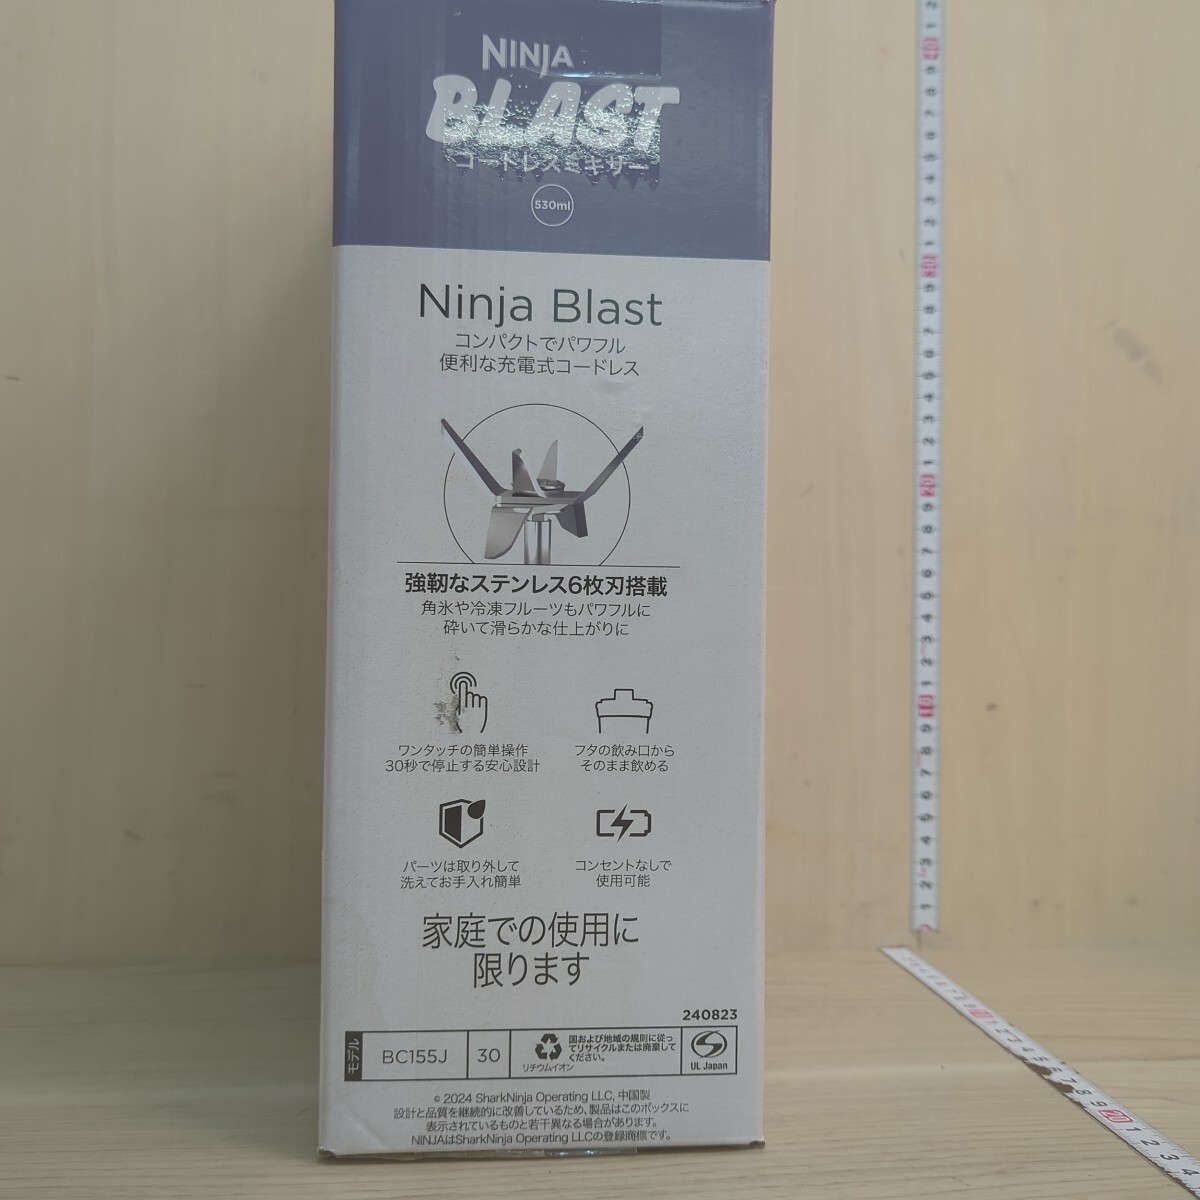 NINJA
BLAST
コードレスミキサー
530ml
Ninja Blast
コンパクトでパワフル
便利な充電式コードレス
強靭なステンレス6枚刃搭載
角氷や冷凍フルーツもパワフルに
砕いて滑らかな仕上がりに
ワンタッチの簡単操作
30秒で停止する安心設計
フタの飲み口から
そのまま飲める
パーツは取り外して
洗えてお手入れ簡単
コンセントなしで
使用可能
家庭での使用に
限ります
240823
モデル
BC155J
30
リチウムイオン
国および地域の規則に従っ
てリサイクルまたは廃棄して
ください。
UL Japan
© 2024 SharkNinja Operating LLC, 中国製
設計と品質を継続的に改善しているため、製品はこのボックスに
表示されているものと若干異なる場合があります。
NINJAはSharkNinja Operating LLCの登録商標です。